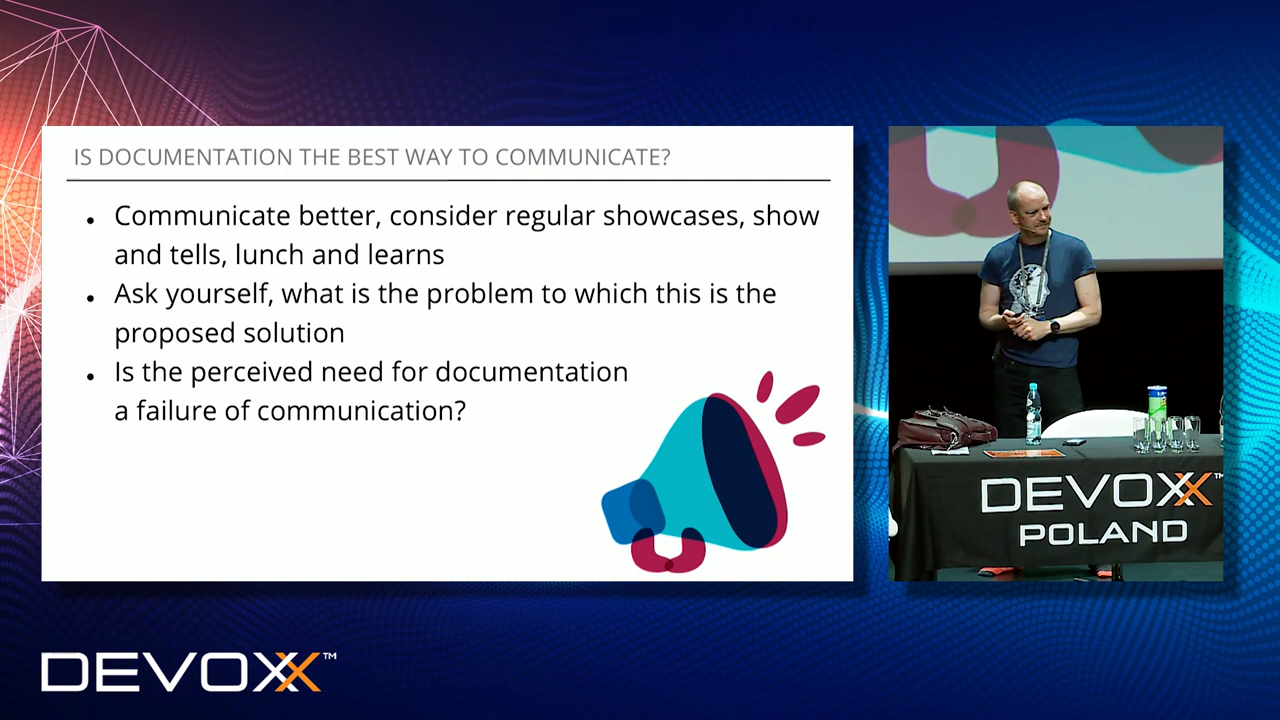 IS DOCUMENTATION THE BEST WAY TO COMMUNICATE?
Communicate better, consider regular showcases, show
and tells, lunch and learns
Ask yourself, what is the problem to which this is the
proposed solution
Is the perceived need for documentation
a failure of communication?
DEVOXX™
POLAND
DEVOXX™